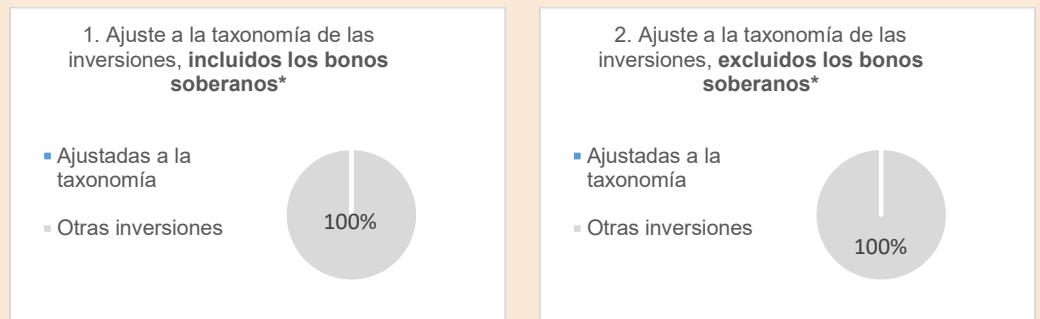 1. Ajuste a la taxonomía de las
inversiones, incluidos los bonos
soberanos*
Ajustadas a la
taxonomía
Otras inversiones
100%
2. Ajuste a la taxonomía de las
inversiones, excluidos los bonos
soberanos*
Ajustadas a la
taxonomía
Otras inversiones
100%